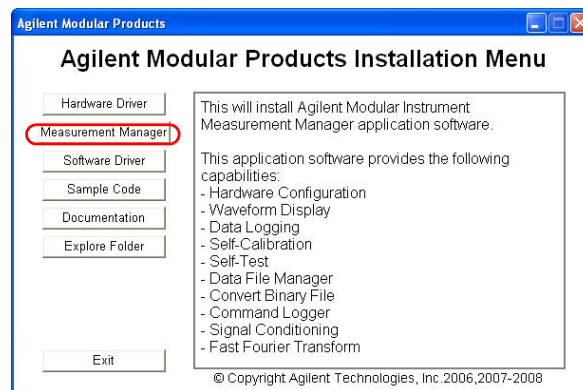 Agilent Modular Products
Agilent Modular Products Installation Menu
Hardware Driver
Measurement Manager
Software Driver
Sample Code
Documentation
Explore Folder
Exit
This will install Agilent Modular Instrument
Measurement Manager application software.
This application software provides the following
capabilities:
- Hardware Configuration
- Waveform Display
- Data Logging
- Self-Calibration
- Self-Test
- Data File Manager
- Convert Binary File
- Command Logger
- Signal Conditioning
- Fast Fourier Transform
© Copyright Agilent Technologies, Inc.2006,2007-2008